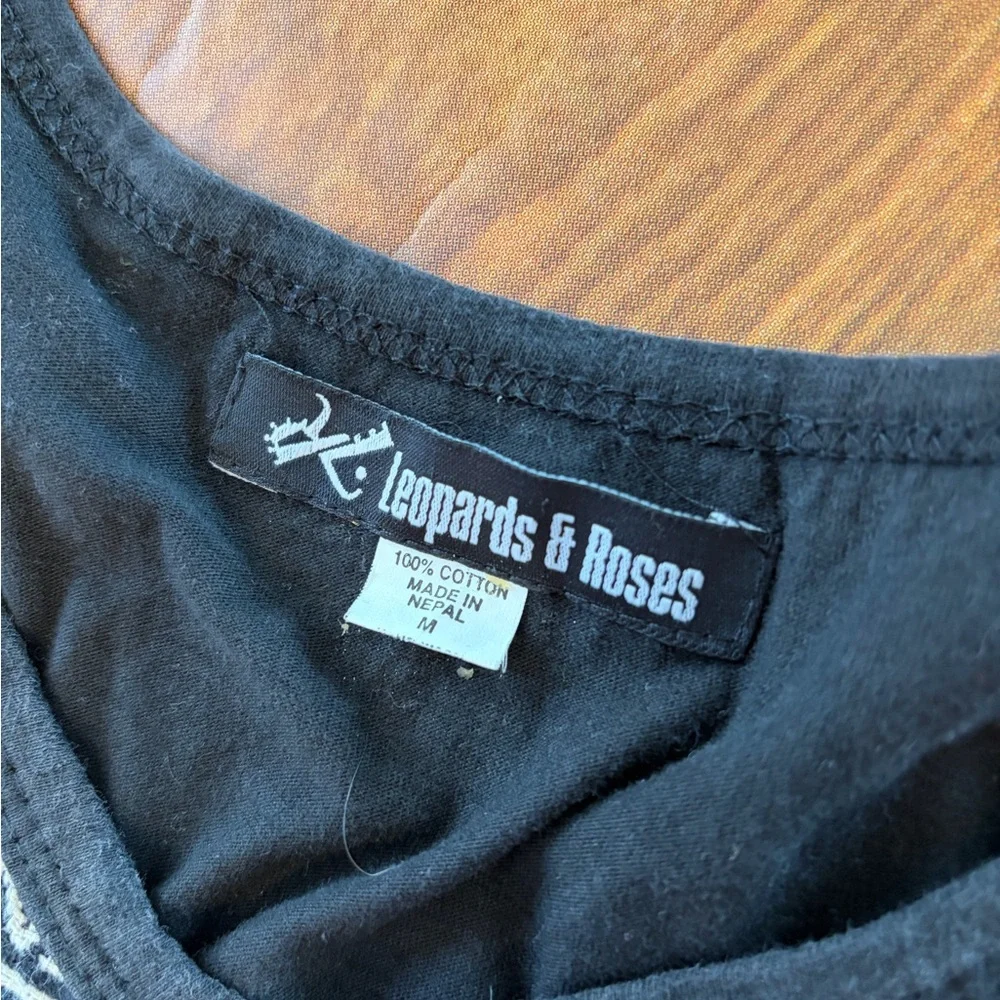 Leopards & Roses
100% COTTON
MADE IN
NEPAL
M